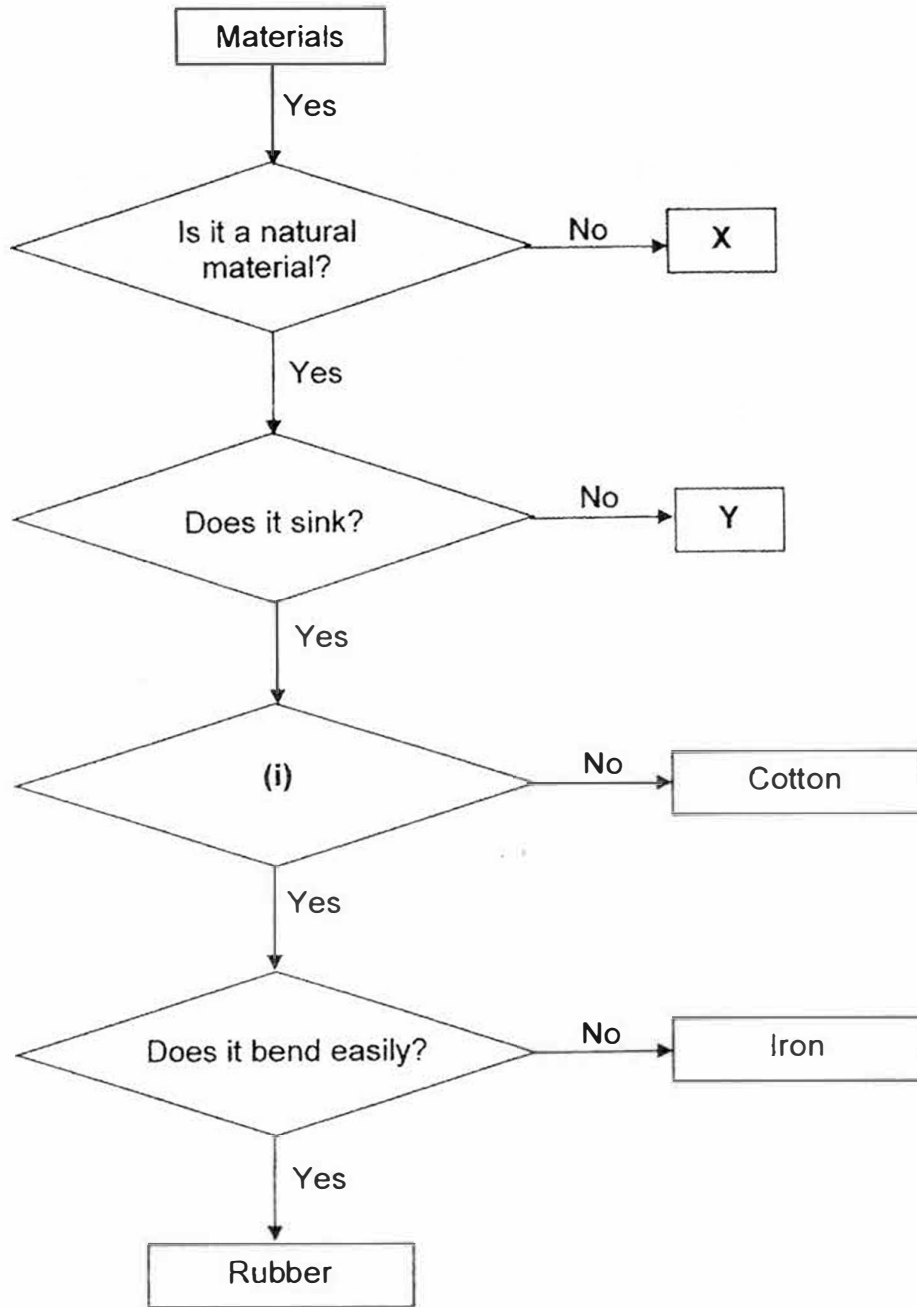 Materials
Yes
Is it a natural
material?
No
X
Yes
Does it sink?
No
Y
Yes
(i)
No
Cotton
Yes
Does it bend easily?
No
Iron
Yes
Rubber